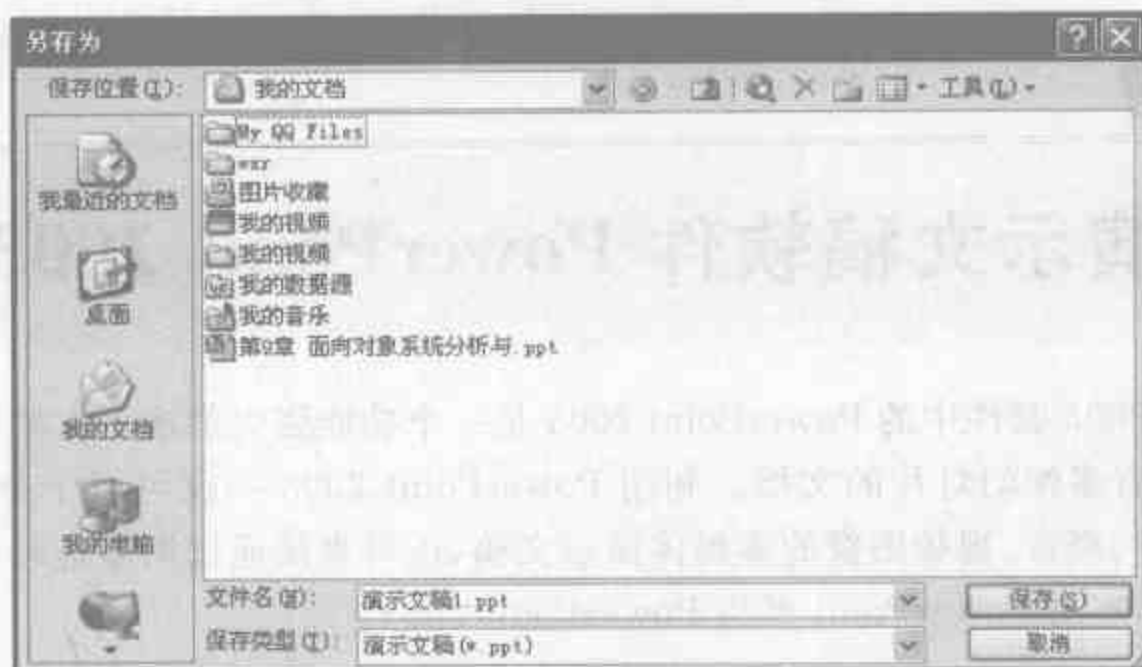 另存为
保存位置(I): 我的文档 工具(L)
My QQ Files
wxr
我最近的文档
图片收藏
我的视频
我的视频
我的数据源
桌面
我的音乐
第9章 面向对象系统分析与.ppt
我的文档
我的电脑
文件名(N): 演示文稿1.ppt 保存(S)
保存类型(T): 演示文稿(*.ppt) 取消